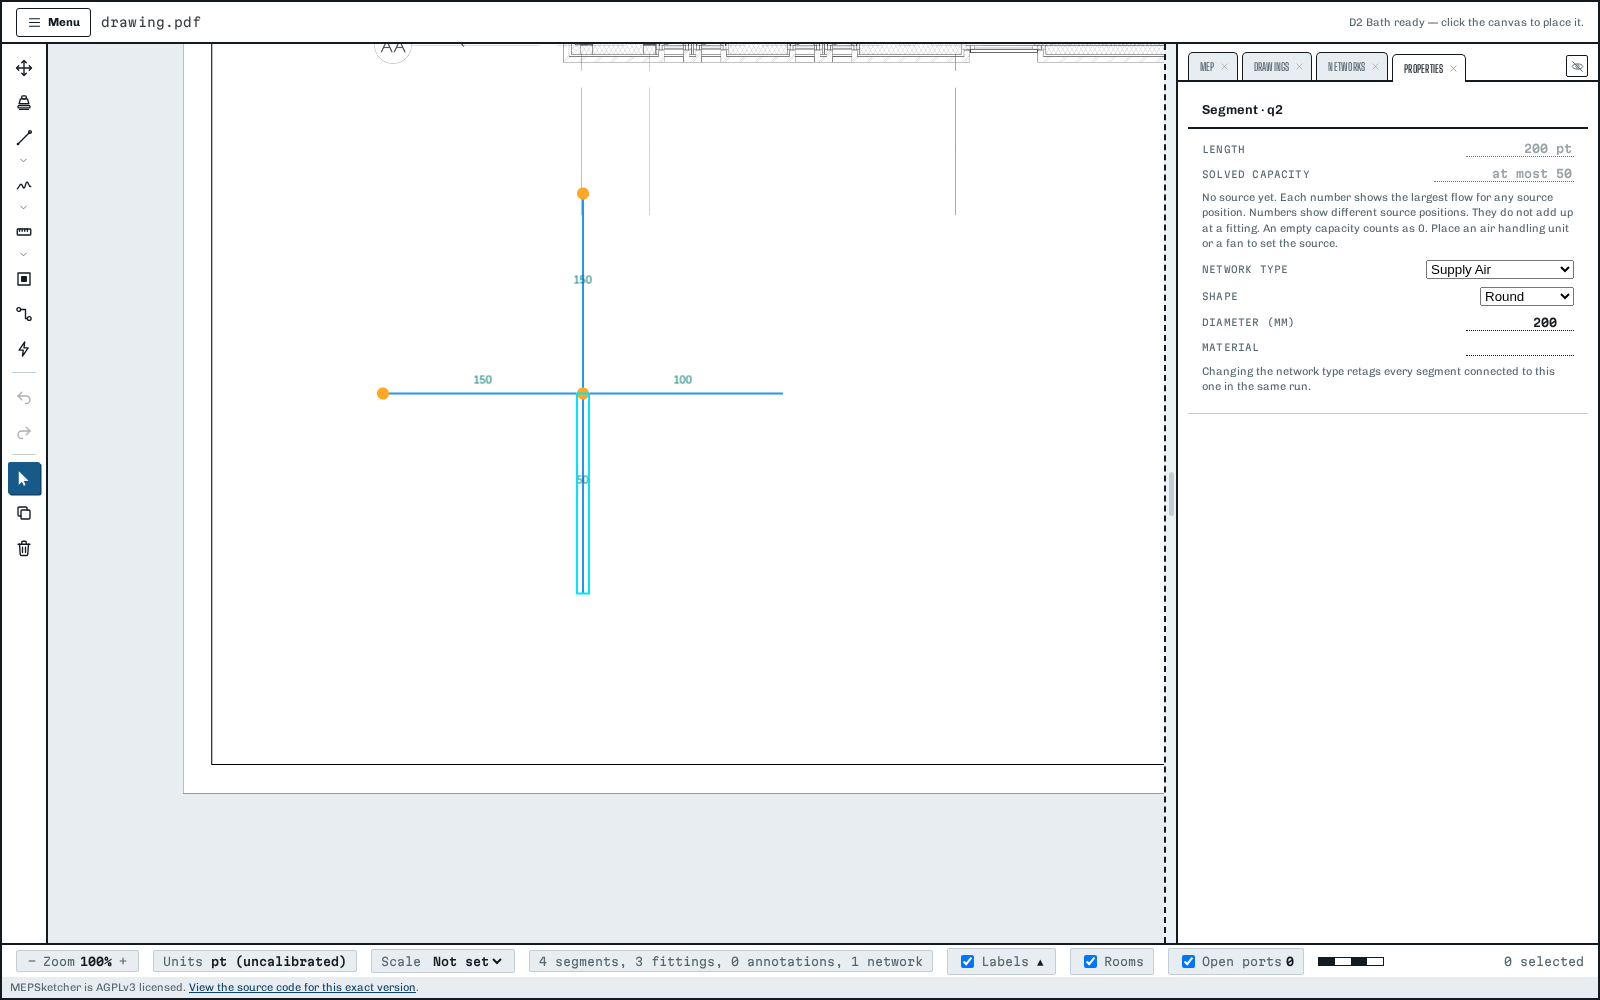 Menu
drawing.pdf
D2 Bath ready — click the canvas to place it.
AA
MEP
DRAWINGS
NETWORKS
PROPERTIES
Segment · q2
LENGTH
200 pt
SOLVED CAPACITY
at most 50
No source yet. Each number shows the largest flow for any source
position. Numbers show different source positions. They do not add up
at a fitting. An empty capacity counts as 0. Place an air handling unit
or a fan to set the source.
NETWORK TYPE
Supply Air
SHAPE
Round
DIAMETER (MM)
200
MATERIAL
Changing the network type retags every segment connected to this
one in the same run.
150
150
100
50
− Zoom 100% +
Units pt (uncalibrated)
Scale Not set
4 segments, 3 fittings, 0 annotations, 1 network
Labels ▲
Rooms
Open ports 0
0 selected
MEPSketcher is AGPLv3 licensed. View the source code for this exact version.